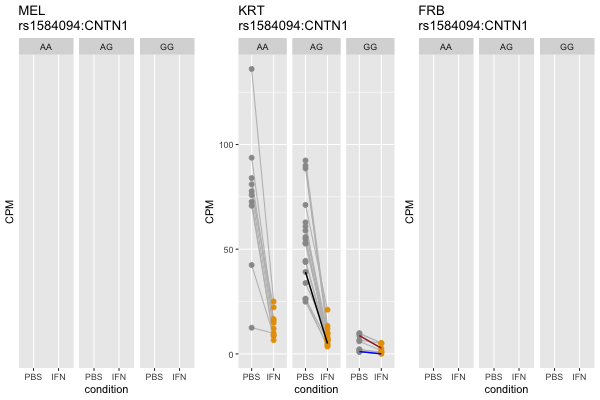 MEL
rs1584094:CNTN1
AA AG GG
CPM
PBS IFN PBS IFN PBS IFN
condition
KRT
rs1584094:CNTN1
AA AG GG
CPM
100
50
0
PBS IFN PBS IFN PBS IFN
condition
FRB
rs1584094:CNTN1
AA AG GG
CPM
PBS IFN PBS IFN PBS IFN
condition